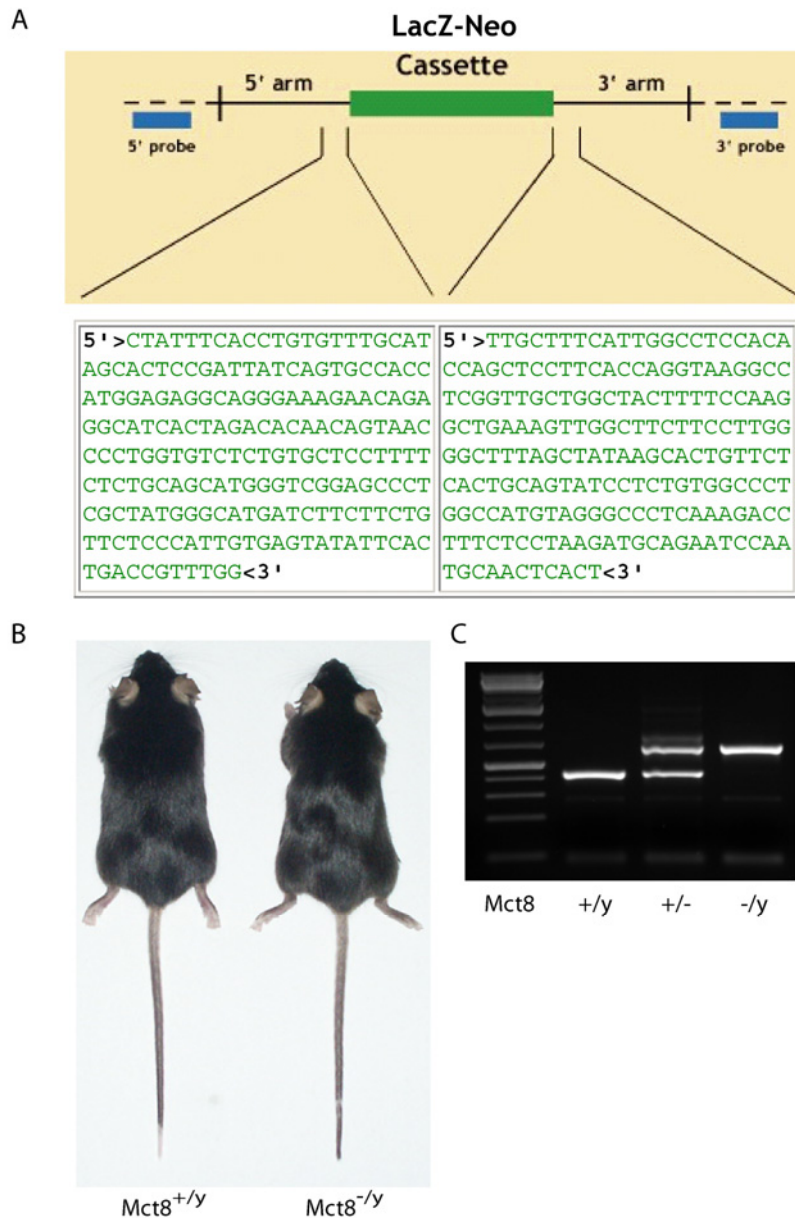 A
LacZ-Neo
Cassette
5' arm
3' arm
5' probe
3' probe
5'>CTATTTCACCTGTGTTTGCAT
AGCACTCCGATTATCAGTGCCACC
ATGGAGAGGCAGGGAAAGAACAGA
GGCATCACTAGACACAACAGTAAC
CCCTGGTGTCTCTGTGCTCCTTTT
CTCTGCAGCATGGGTCGGAGCCCT
CGCTATGGGCATGATCTTCTTCTG
TTCTCCCATTGTGAGTATATTCAC
TGACCGTTTGG<3'
5'>TTGCTTTCATTGGCCTCCACA
CCAGCTCCTTCACCAGGTAAGGCC
TCGGTTGCTGGCTACTTTTCCAAG
GCTGAAAGTTGGCTTCTTCCTTGG
GGCTTTAGCTATAAGCACTGTTCT
CACTGCAGTATCCTCTGTGGCCCT
GGCCATGTAGGGCCCTCAAAGACC
TTTCTCCTAAGATGCAGAATCCAA
TGCAACTCACT<3'
B
Mct8+/y
Mct8-/y
C
Mct8 +/y +/- -/y